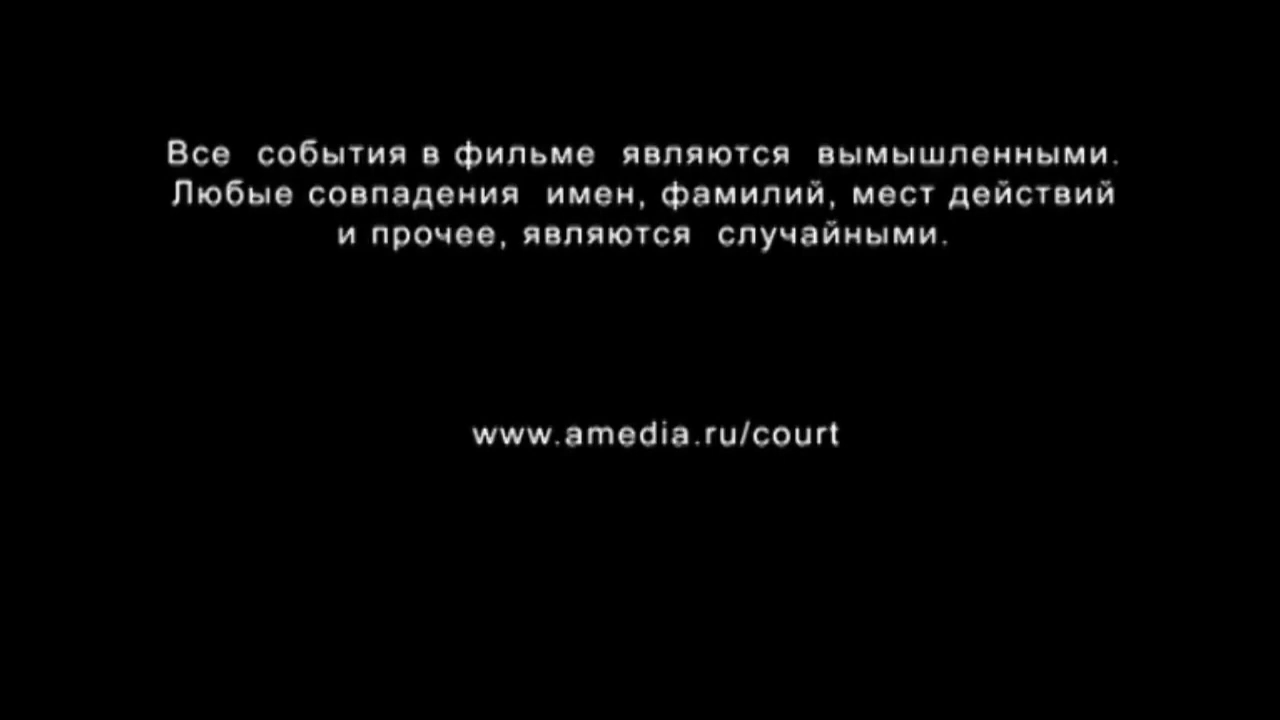 Все события в фильме являются вымышленными.
Любые совпадения имен, фамилий, мест действий
и прочее, являются случайными.
www.amedia.ru/court